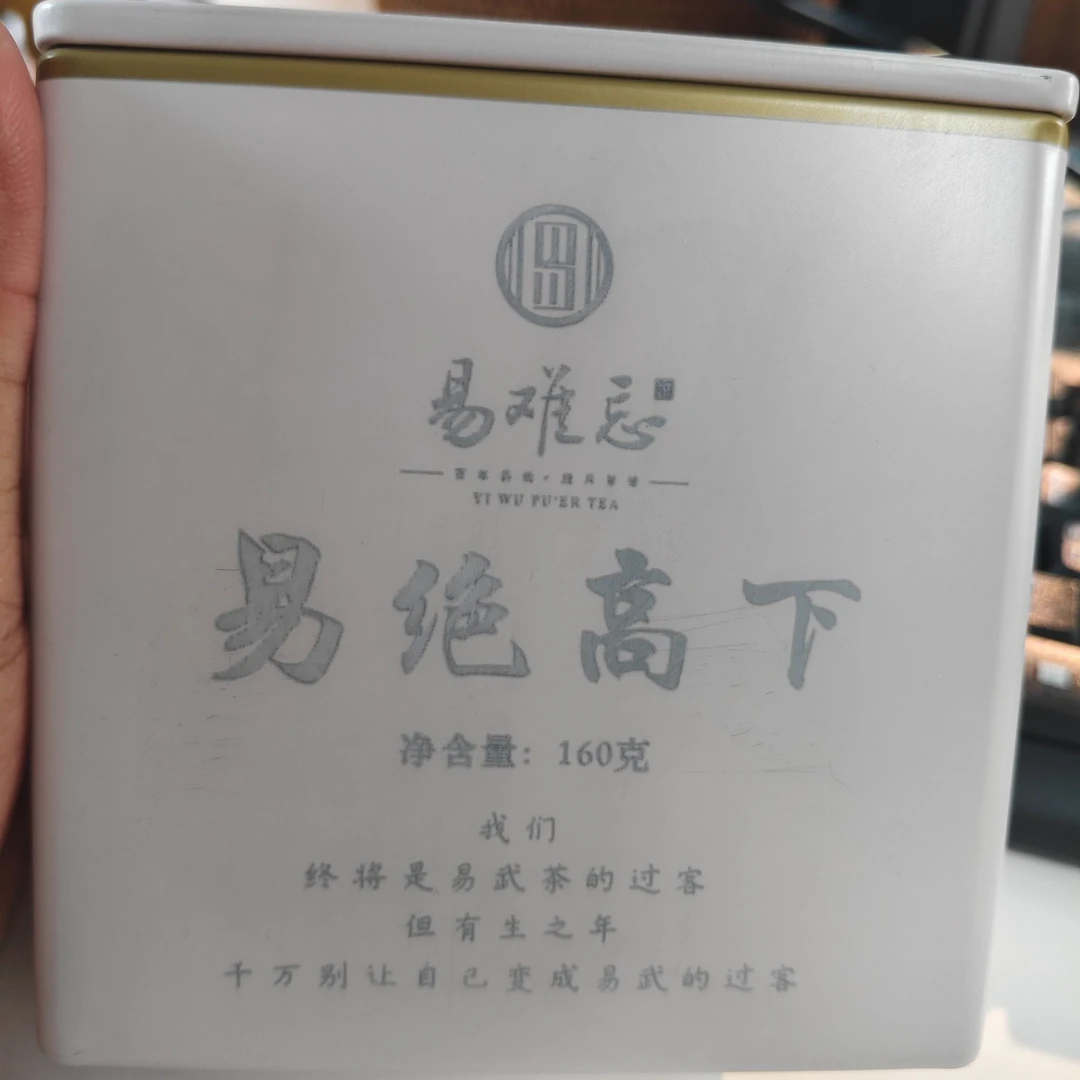 易难忘
YI WU PU'ER TEA
易绝高下
净含量：160克
我们
终将是易武茶的过客
但有生之年
千万别让自己变成易武的过客